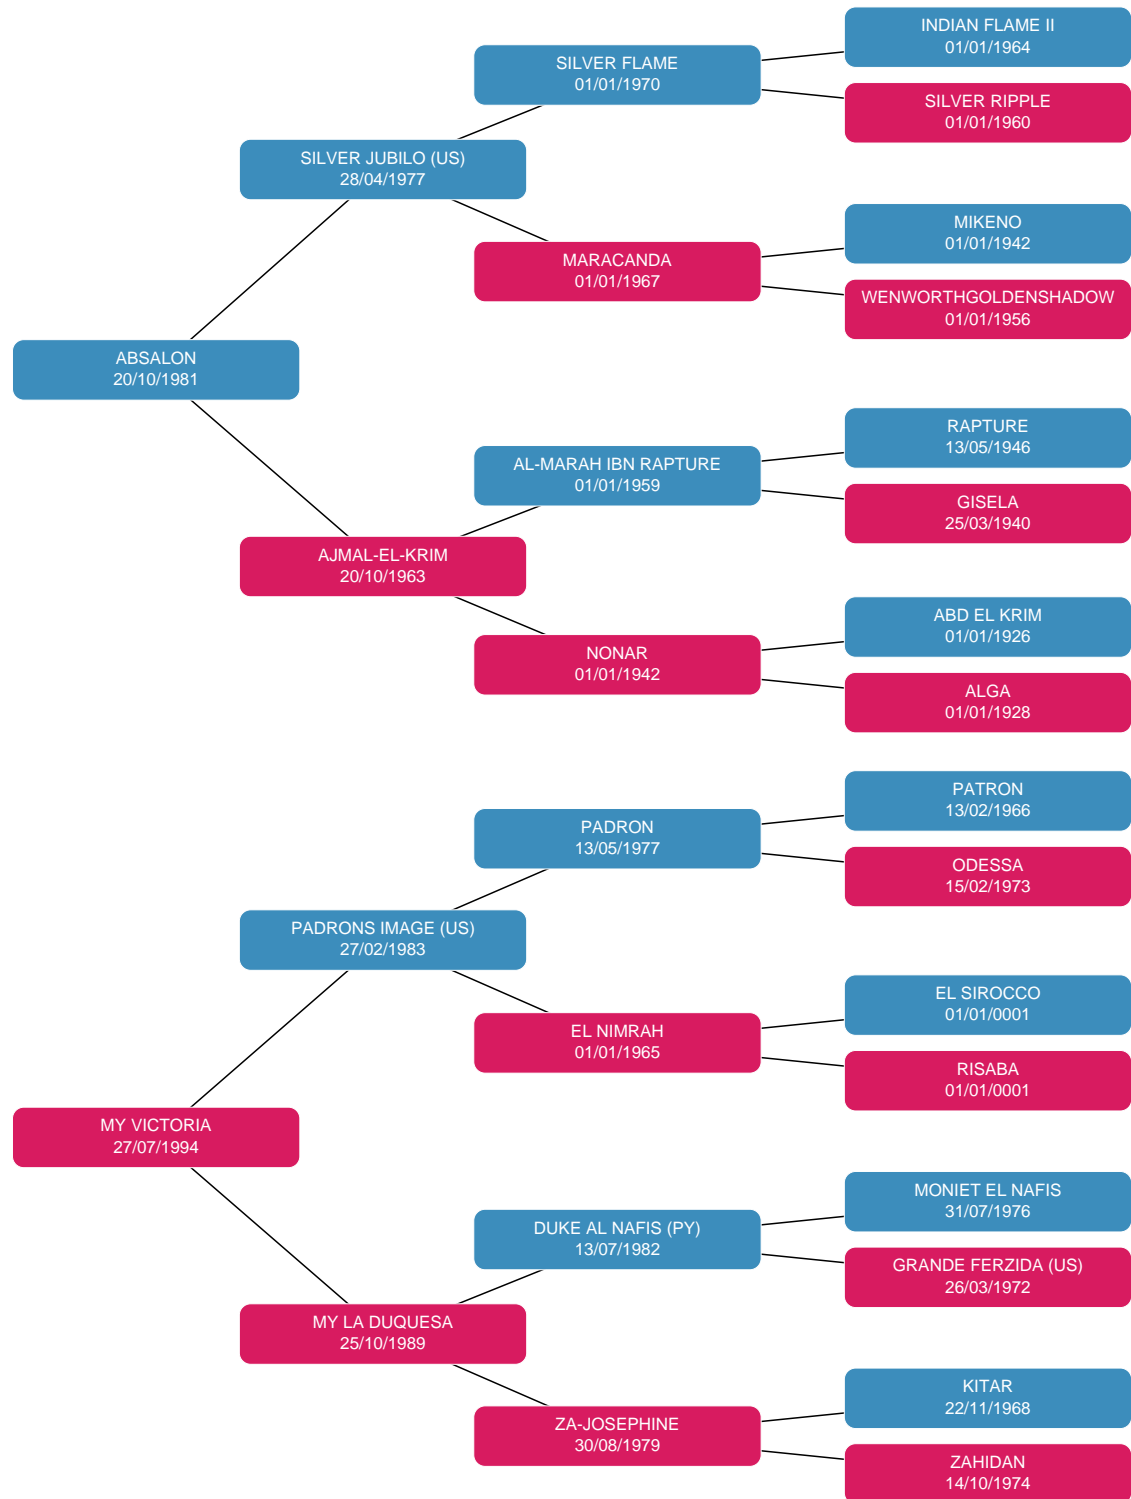 INDIAN FLAME II
01/01/1964
SILVER FLAME
01/01/1970
SILVER RIPPLE
01/01/1960
SILVER JUBILO (US)
28/04/1977
MIKENO
01/01/1942
MARACANDA
01/01/1967
WENWORTHGOLDENSHADOW
01/01/1956
ABSALON
20/10/1981
RAPTURE
13/05/1946
AL-MARAH IBN RAPTURE
01/01/1959
GISELA
25/03/1940
AJMAL-EL-KRIM
20/10/1963
ABD EL KRIM
01/01/1926
NONAR
01/01/1942
ALGA
01/01/1928
PATRON
13/02/1966
PADRON
13/05/1977
ODESSA
15/02/1973
PADRONS IMAGE (US)
27/02/1983
EL SIROCCO
01/01/0001
EL NIMRAH
01/01/1965
RISABA
01/01/0001
MY VICTORIA
27/07/1994
MONIET EL NAFIS
31/07/1976
DUKE AL NAFIS (PY)
13/07/1982
GRANDE FERZIDA (US)
26/03/1972
MY LA DUQUESA
25/10/1989
KITAR
22/11/1968
ZA-JOSEPHINE
30/08/1979
ZAHIDAN
14/10/1974